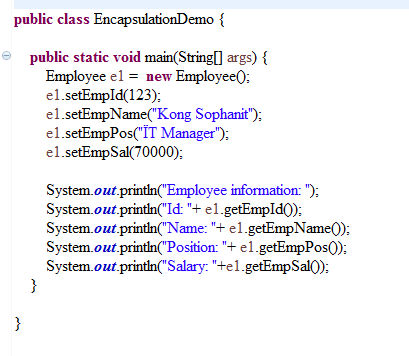 public class EncapsulationDemo {
public static void main(String[] args) {
Employee e1 = new Employee();
e1.setEmpId(123);
e1.setEmpName("Kong Sophanit");
e1.setEmpPos("ÏT Manager");
e1.setEmpSal(70000);
System.out.println("Employee information: ");
System.out.println("Id: "+ e1.getEmpId());
System.out.println("Name: "+ e1.getEmpName());
System.out.println("Position: "+ e1.getEmpPos());
System.out.println("Salary: "+e1.getEmpSal());
}
}